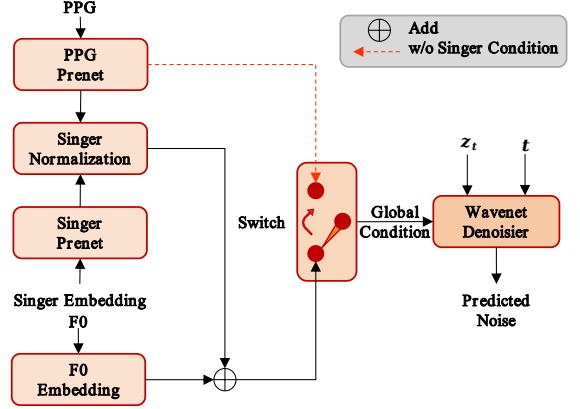 PPG
PPG
Prenet
Singer
Normalization
Singer
Prenet
Singer Embedding
F0
F0
Embedding
Switch
Global
Condition
z_t
t
Wavenet
Denoisier
Predicted
Noise
Add
w/o Singer Condition